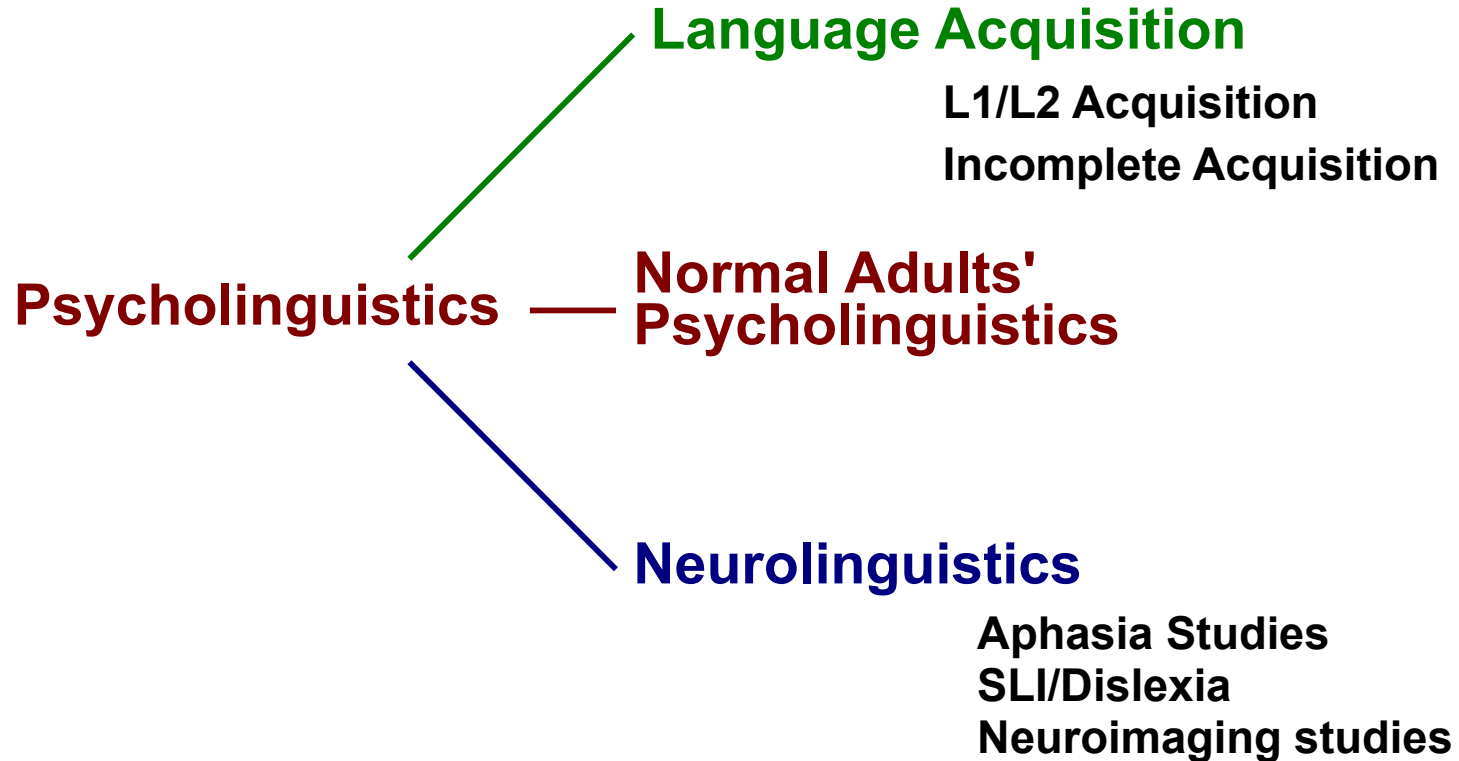 Language Acquisition
L1/L2 Acquisition
Incomplete Acquisition
Psycholinguistics
Normal Adults'
Psycholinguistics
Neurolinguistics
Aphasia Studies
SLI/Dislexia
Neuroimaging studies